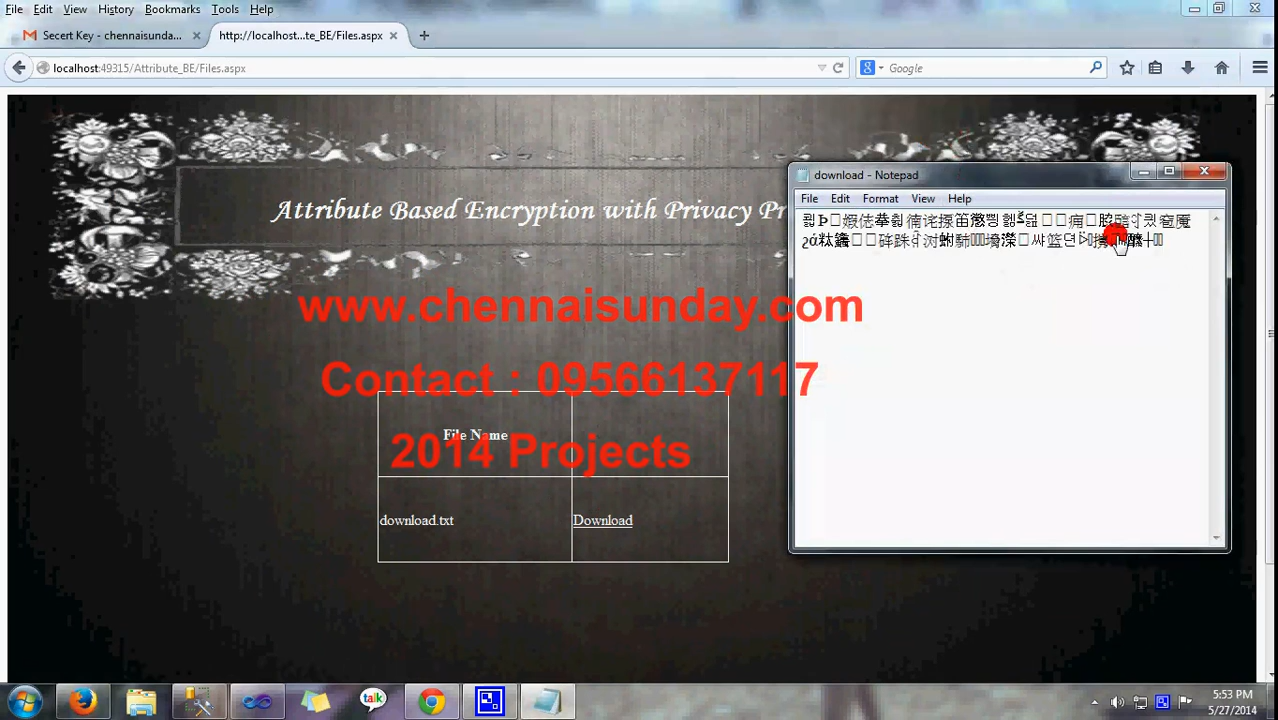 File Edit View History Bookmarks Tools Help
Secert Key - chennaisunda...
http://localhost...te_BE/Files.aspx
localhost:49315/Attribute_BE/Files.aspx
Google
Attribute Based Encryption with Privacy Pr
download - Notepad
File Edit Format View Help
www.chennaisunday.com
Contact : 09566137117
2014 Projects
File Name
download.txt Download
talk
5:53 PM
5/27/2014